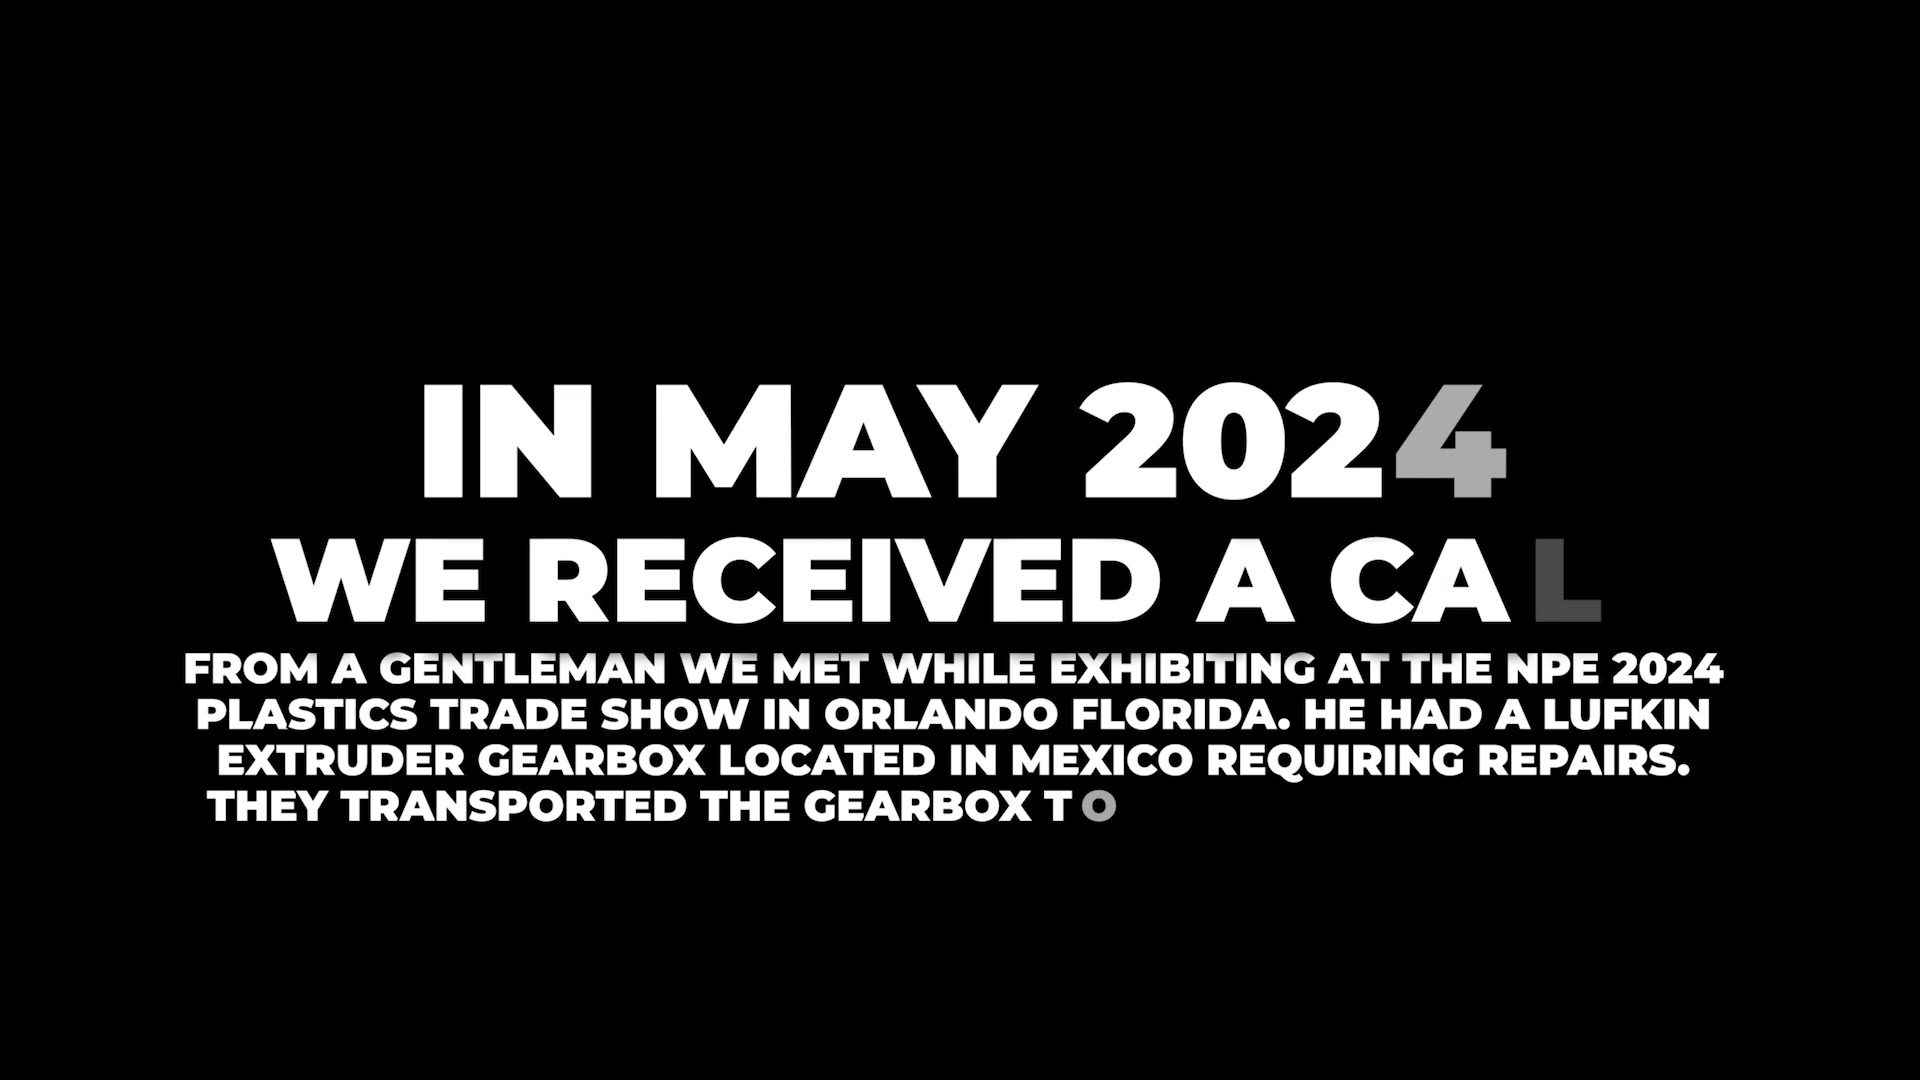 IN MAY 2024
WE RECEIVED A CAL
FROM A GENTLEMAN WE MET WHILE EXHIBITING AT THE NPE 2024
PLASTICS TRADE SHOW IN ORLANDO FLORIDA. HE HAD A LUFKIN
EXTRUDER GEARBOX LOCATED IN MEXICO REQUIRING REPAIRS.
THEY TRANSPORTED THE GEARBOX TO